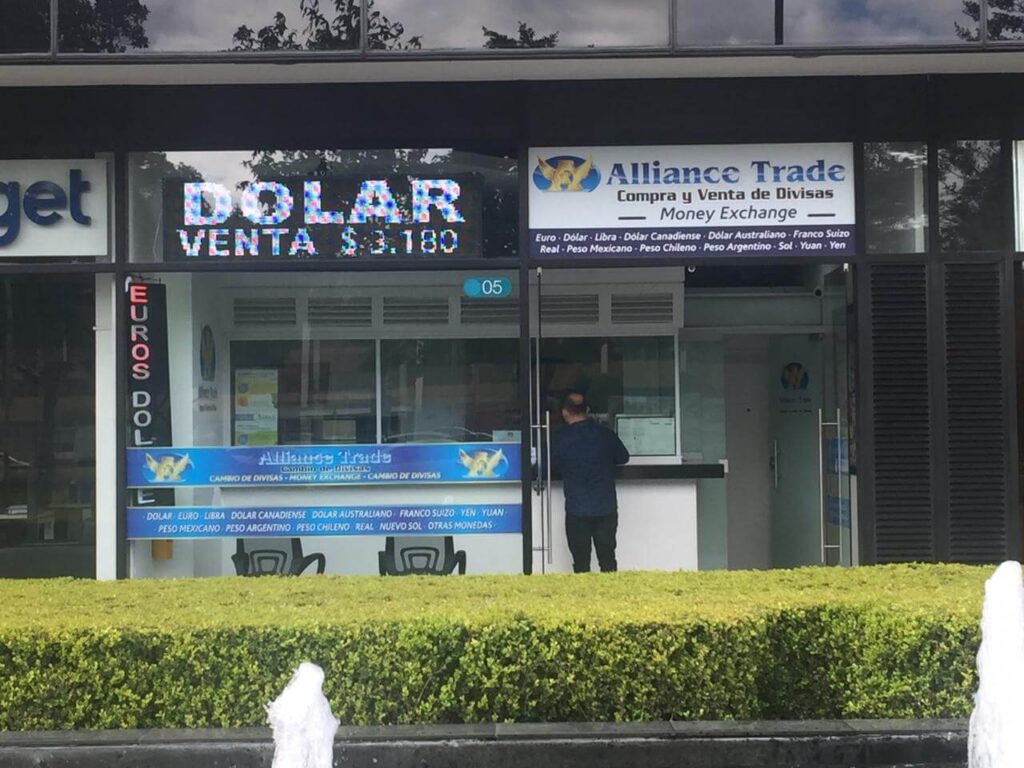 get
DOLAR
VENTA $3.180
Alliance Trade
Compra y Venta de Divisas
Money Exchange
Euro · Dólar · Libra · Dólar Canadiense · Dólar Australiano · Franco Suizo
Real · Peso Mexicano · Peso Chileno · Peso Argentino · Sol · Yuan · Yen
05
EUROS DOL
Alliance Trade
Cambio de Divisas
CAMBIO DE DIVISAS - MONEY EXCHANGE - CAMBIO DE DIVISAS
· DOLAR · EURO · LIBRA DOLAR CANADIENSE DOLAR AUSTRALIANO · FRANCO SUIZO · YEN · YUAN ·
PESO MEXICANO · PESO ARGENTINO · PESO CHILENO · REAL · NUEVO SOL · OTRAS MONEDAS ·